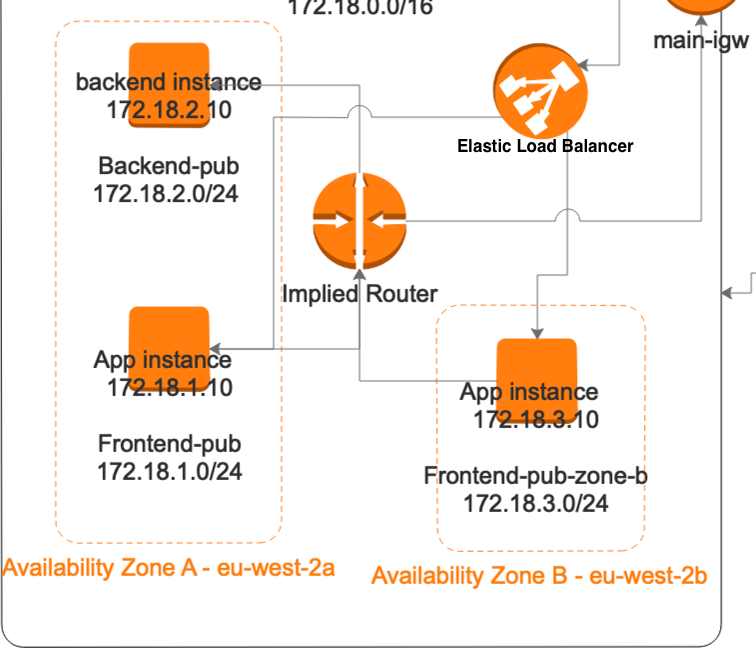 172.18.0.0/16
main-igw
backend instance
172.18.2.10
Elastic Load Balancer
Backend-pub
172.18.2.0/24
Implied Router
App instance
172.18.1.10
App instance
172.18.3.10
Frontend-pub
172.18.1.0/24
Frontend-pub-zone-b
172.18.3.0/24
Availability Zone A - eu-west-2a
Availability Zone B - eu-west-2b